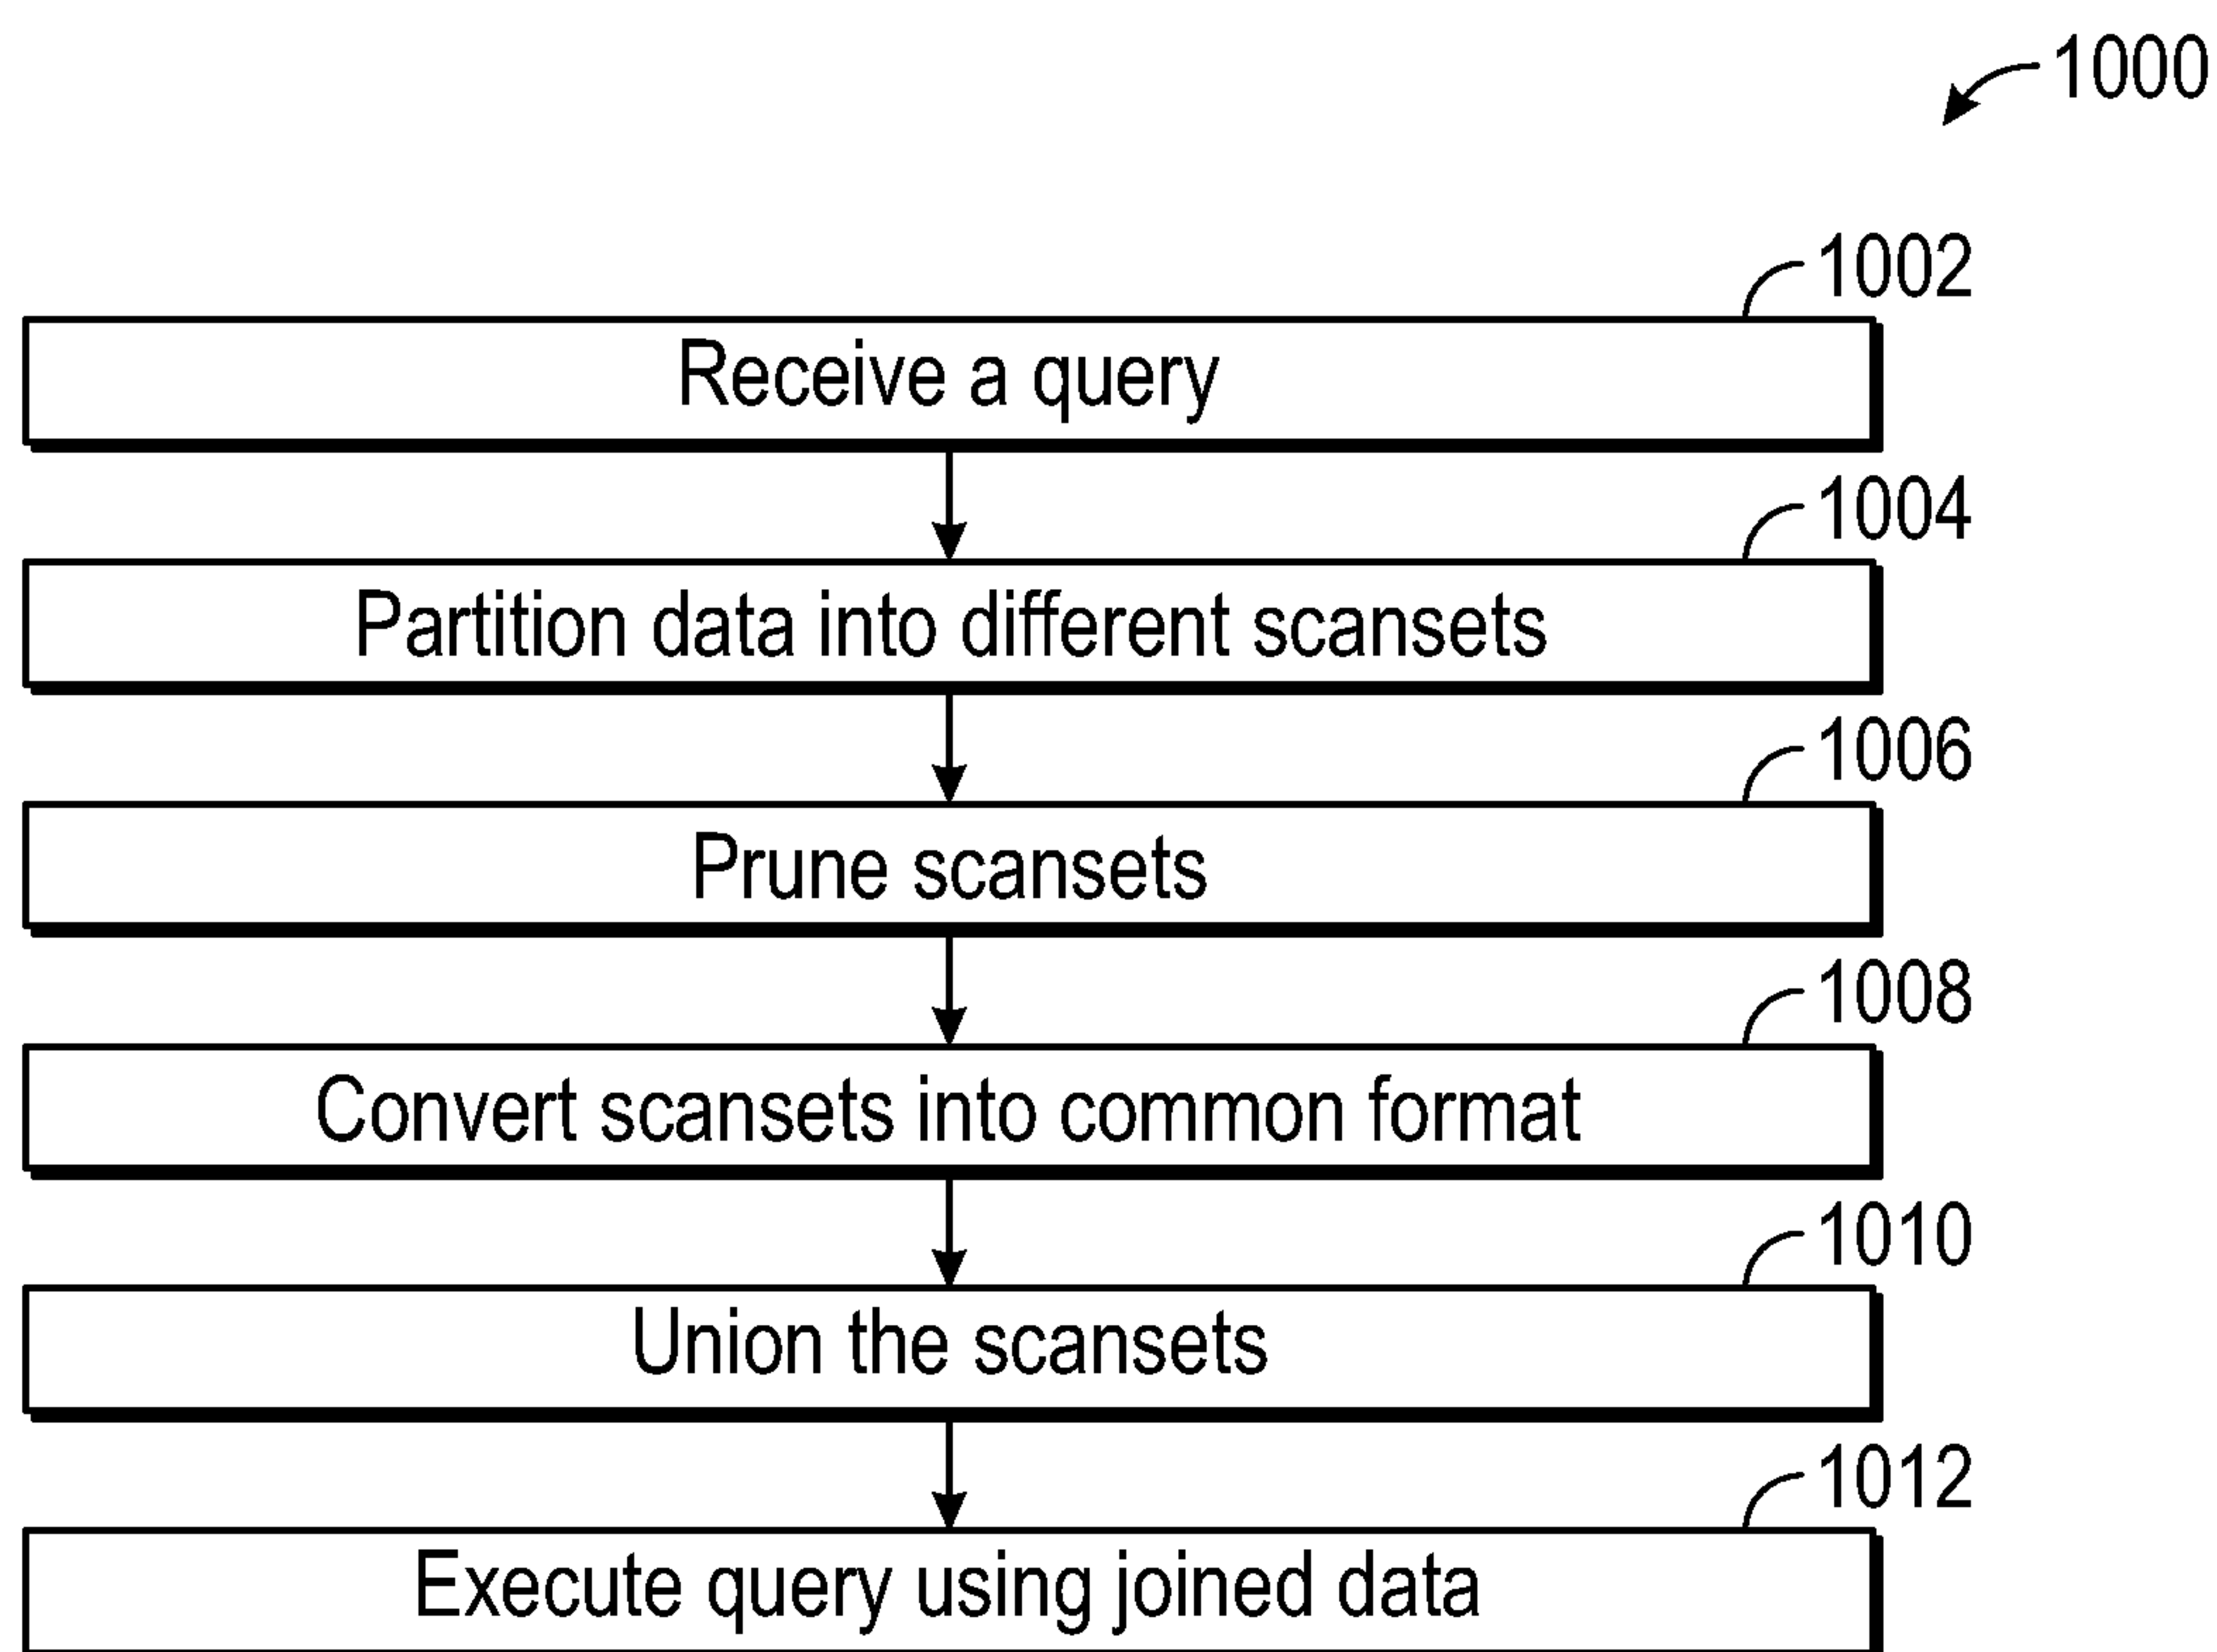 1000
1002
Receive a query
1004
Partition data into different scansets
1006
Prune scansets
1008
Convert scansets into common format
1010
Union the scansets
1012
Execute query using joined data